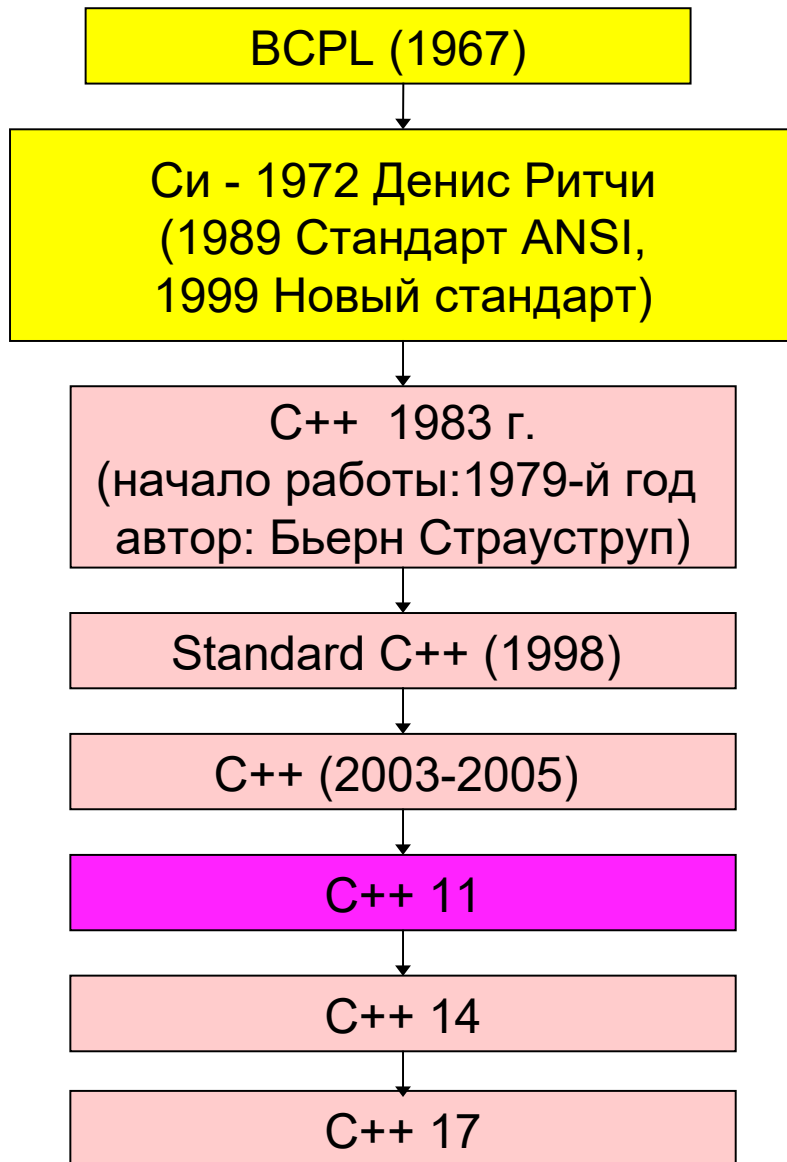 BCPL (1967)
Си - 1972 Денис Ритчи
(1989 Стандарт ANSI,
1999 Новый стандарт)
С++ 1983 г.
(начало работы:1979-й год
автор: Бьерн Страуструп)
Standard C++ (1998)
C++ (2003-2005)
C++ 11
C++ 14
C++ 17